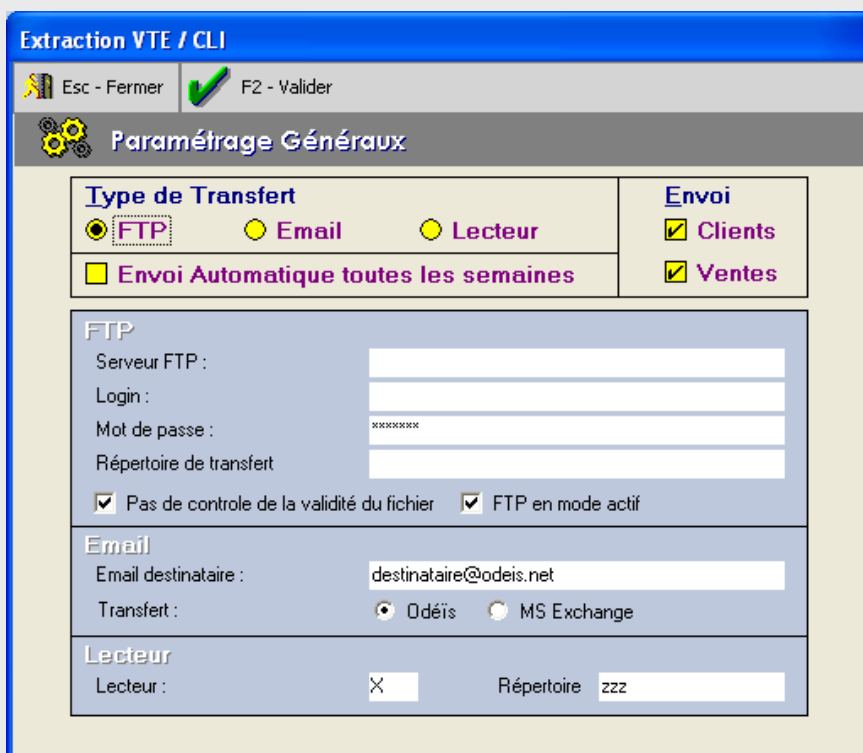 Extraction VTE / CLI
Esc - Fermer F2 - Valider
Paramétrage Généraux
Type de Transfert Envoi
FTP Email Lecteur Clients
Envoi Automatique toutes les semaines Ventes
FTP
Serveur FTP :
Login :
Mot de passe : *******
Répertoire de transfert
Pas de controle de la validité du fichier FTP en mode actif
Email
Email destinataire : destinataire@odeis.net
Transfert : Odéïs MS Exchange
Lecteur
Lecteur : X Répertoire zzz